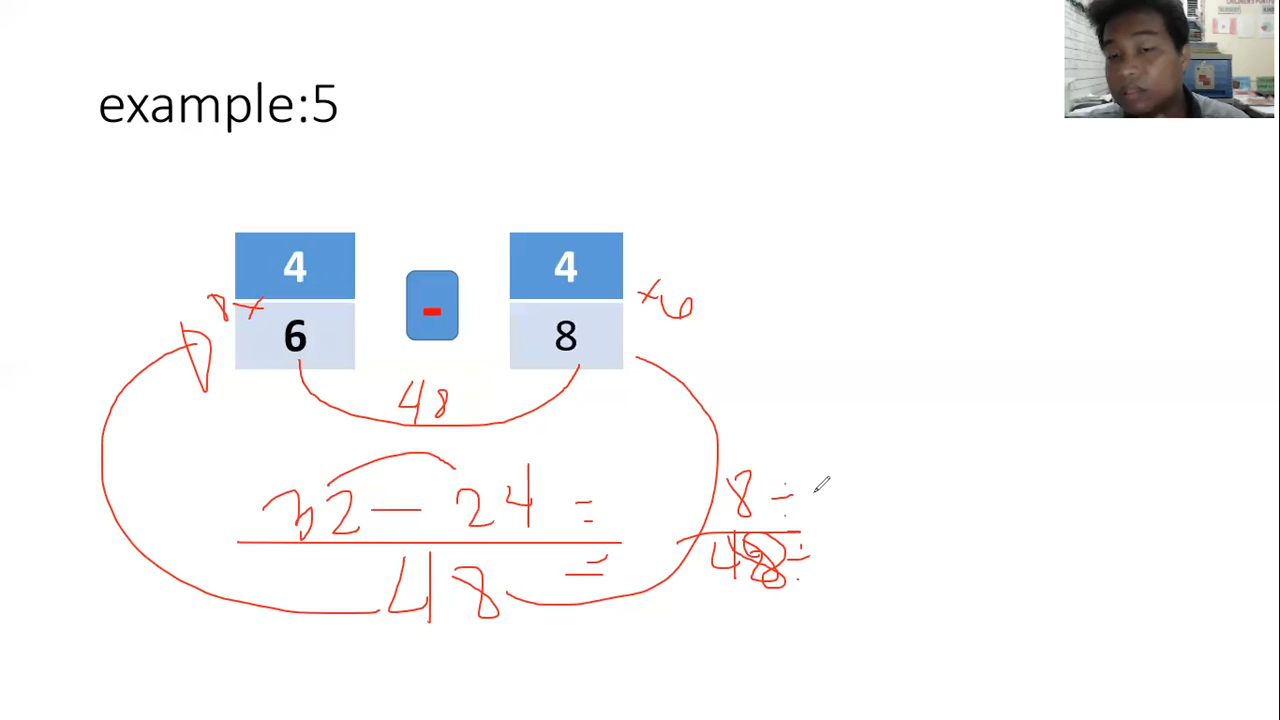 example:5
4 - 4
8× 6 8 ×6
48
32 – 24 = 8 ÷
48 = 48 ÷